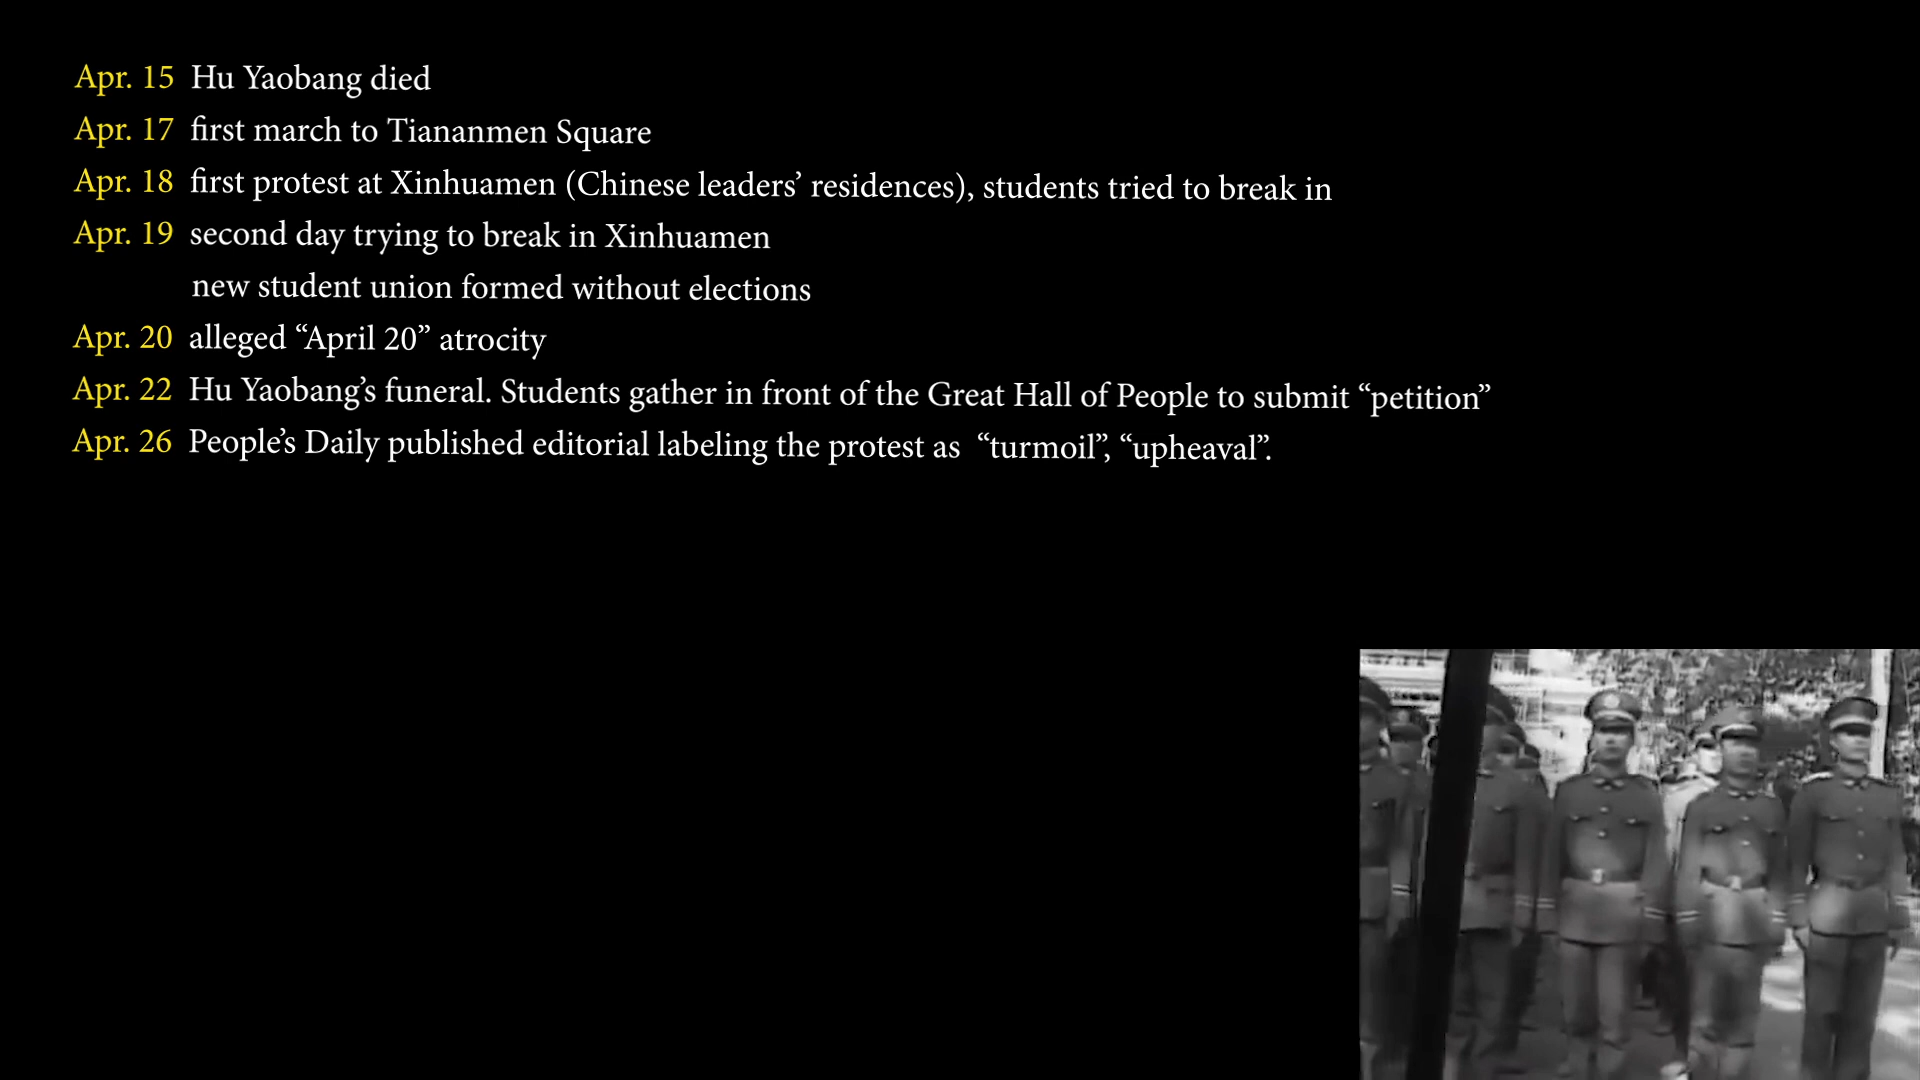 Apr. 15 Hu Yaobang died
Apr. 17 first march to Tiananmen Square
Apr. 18 first protest at Xinhuamen (Chinese leaders’ residences), students tried to break in
Apr. 19 second day trying to break in Xinhuamen
new student union formed without elections
Apr. 20 alleged “April 20” atrocity
Apr. 22 Hu Yaobang’s funeral. Students gather in front of the Great Hall of People to submit “petition”
Apr. 26 People’s Daily published editorial labeling the protest as “turmoil”, “upheaval”.